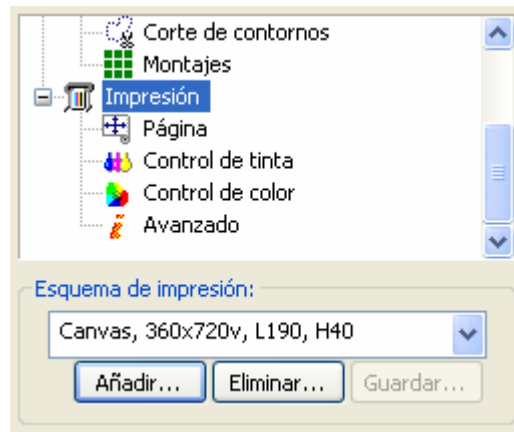 Corte de contornos
Montajes
Impresión
Página
Control de tinta
Control de color
Avanzado
Esquema de impresión:
Canvas, 360x720v, L190, H40
Añadir... Eliminar... Guardar...